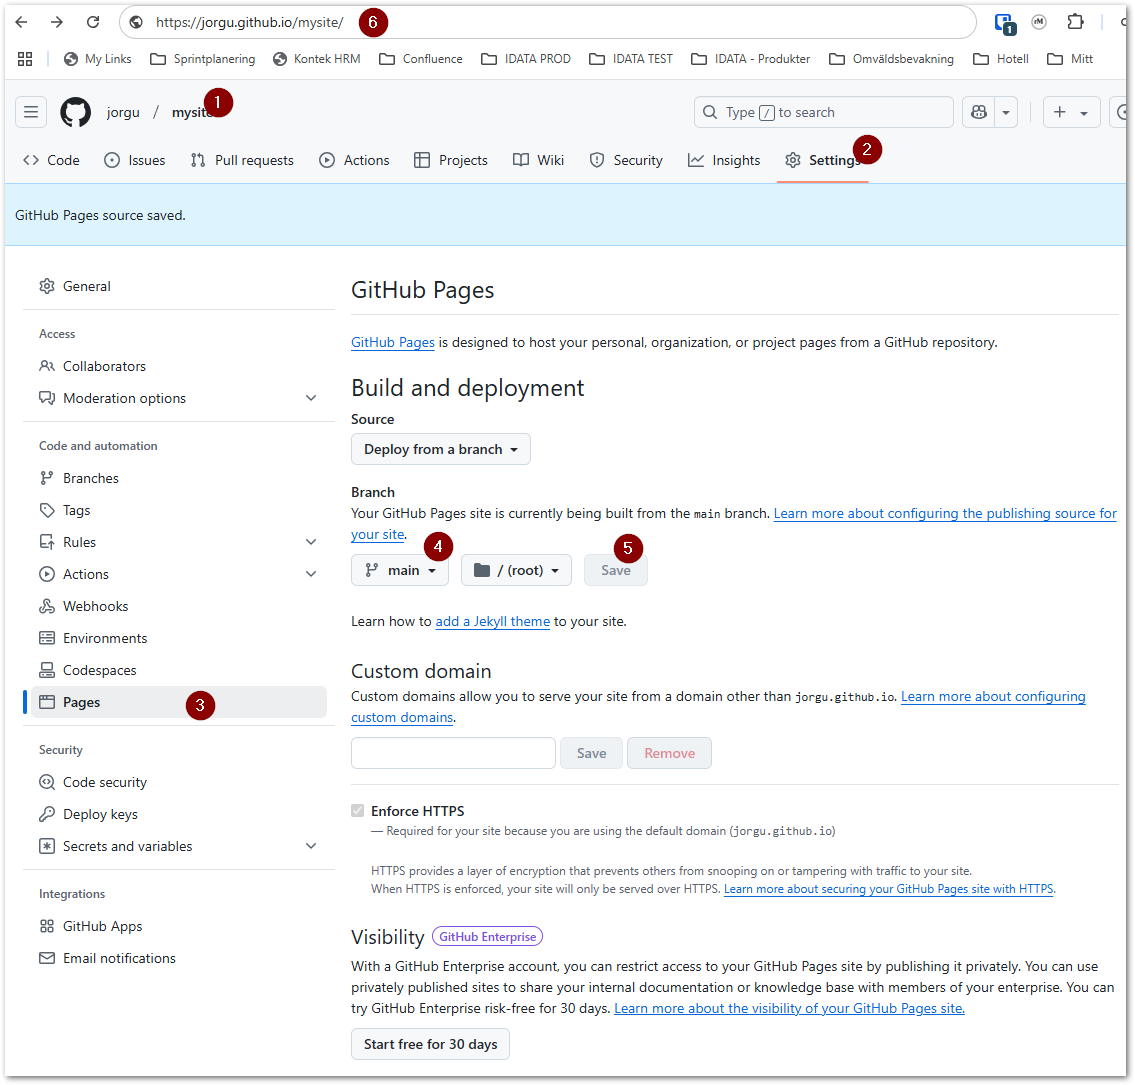 https://jorgu.github.io/mysite/ 6
1
My Links Sprintplanering Kontek HRM Confluence IDATA PROD IDATA TEST IDATA - Produkter Omväldsbevakning Hotell Mitt
jorgu / mysite 1
Type / to search
Code Issues Pull requests Actions Projects Wiki Security Insights Settings 2
GitHub Pages source saved.
General
Access
Collaborators
Moderation options
Code and automation
Branches
Tags
Rules
Actions
Webhooks
Environments
Codespaces
Pages 3
Security
Code security
Deploy keys
Secrets and variables
Integrations
GitHub Apps
Email notifications
GitHub Pages
GitHub Pages is designed to host your personal, organization, or project pages from a GitHub repository.
Build and deployment
Source
Deploy from a branch
Branch
Your GitHub Pages site is currently being built from the main branch. Learn more about configuring the publishing source for
your site.
4 5
main / (root) Save
Learn how to add a Jekyll theme to your site.
Custom domain
Custom domains allow you to serve your site from a domain other than jorgu.github.io. Learn more about configuring
custom domains.
Save Remove
Enforce HTTPS
— Required for your site because you are using the default domain (jorgu.github.io)
HTTPS provides a layer of encryption that prevents others from snooping on or tampering with traffic to your site.
When HTTPS is enforced, your site will only be served over HTTPS. Learn more about securing your GitHub Pages site with HTTPS.
Visibility GitHub Enterprise
With a GitHub Enterprise account, you can restrict access to your GitHub Pages site by publishing it privately. You can use
privately published sites to share your internal documentation or knowledge base with members of your enterprise. You can
try GitHub Enterprise risk-free for 30 days. Learn more about the visibility of your GitHub Pages site.
Start free for 30 days